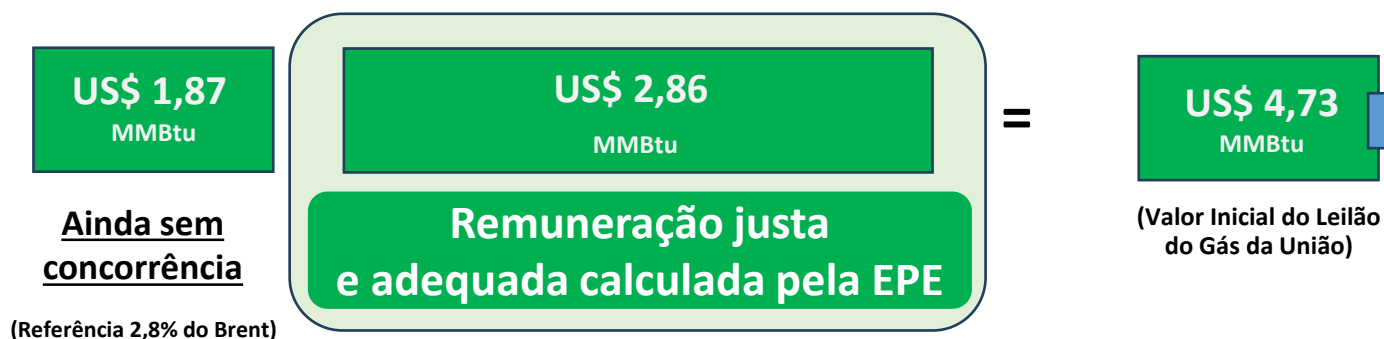 US$ 1,87
MMBtu
Ainda sem
concorrência
(Referência 2,8% do Brent)
US$ 2,86
MMBtu
Remuneração justa
e adequada calculada pela EPE
=
US$ 4,73
MMBtu
(Valor Inicial do Leilão
do Gás da União)